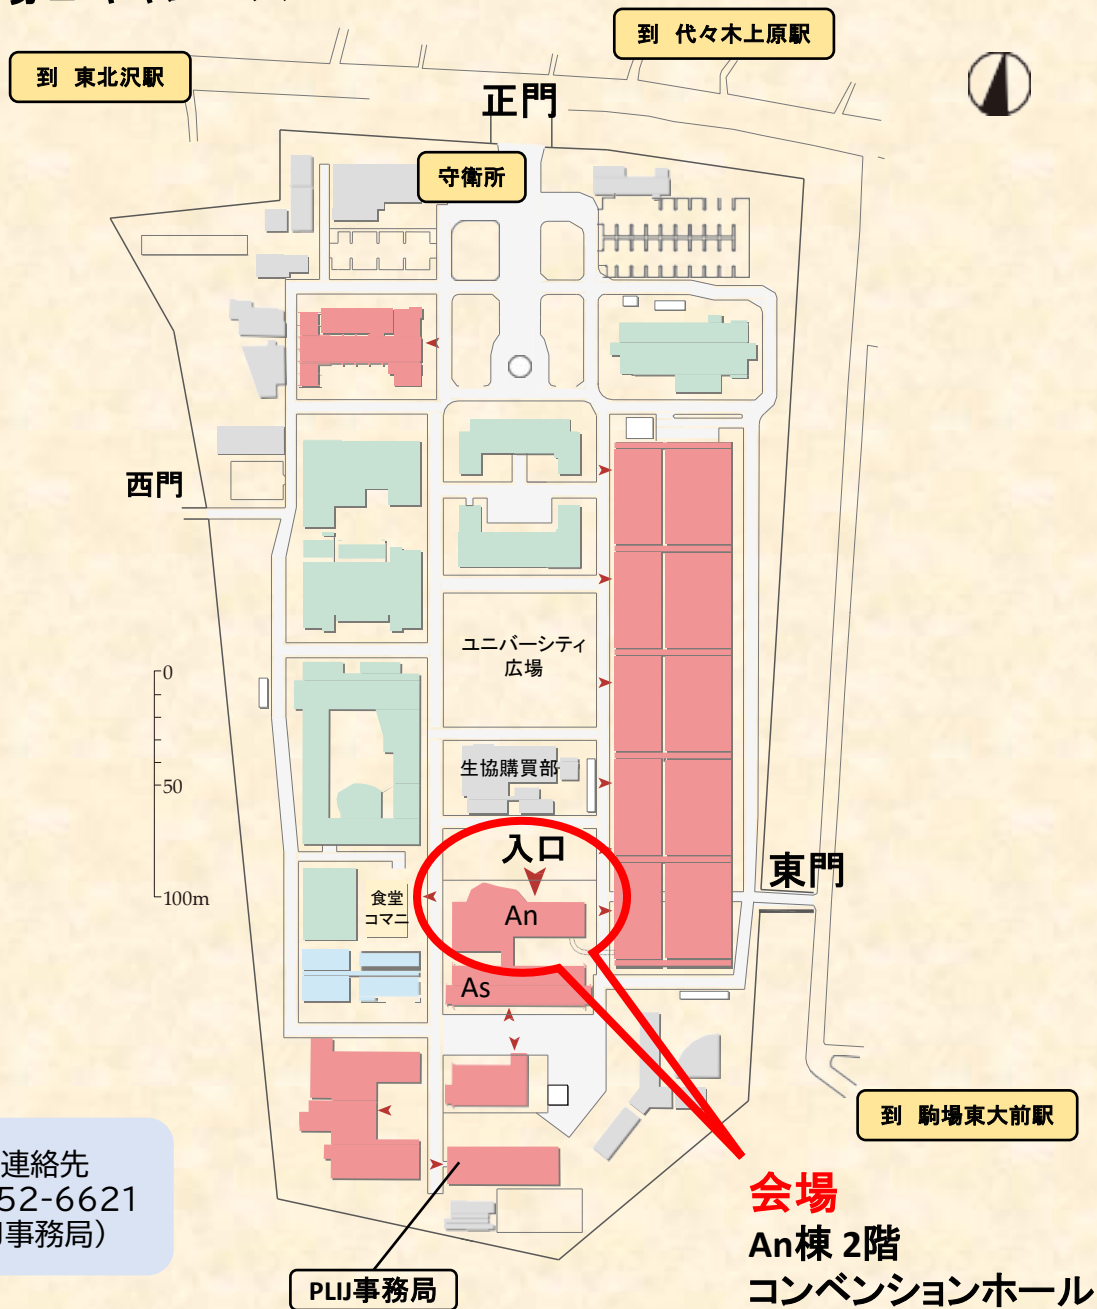 到 代々木上原駅
到 東北沢駅
正門
守衛所
西門
ユニバーシティ
広場
0
50
100m
生協購買部
入口
東門
食堂
コマニ
An
As
到 駒場東大前駅
連絡先
52-6621
事務局）
会場
An棟 2階
コンベンションホール
PLIJ事務局